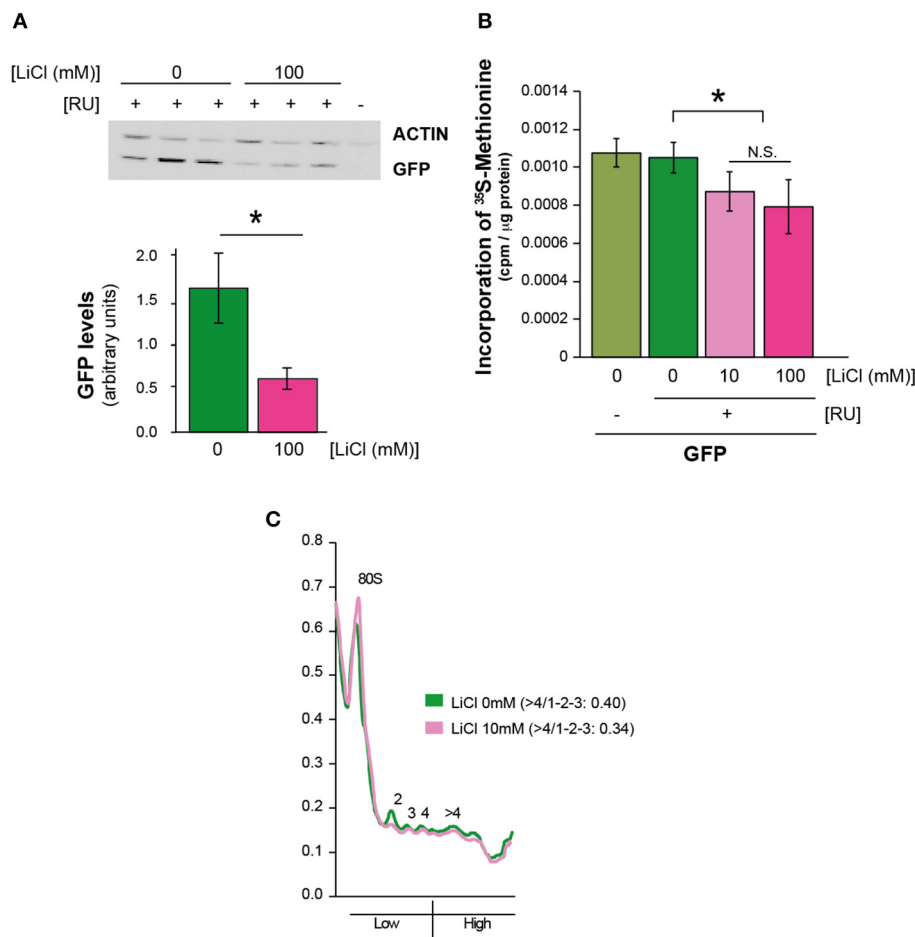 A
[LiCl (mM)] 0 100
[RU] + + + + + + -
ACTIN
GFP
*
GFP levels
(arbitrary units)
2.0
1.5
1.0
0.5
0.0
0 100 [LiCl (mM)]
B
Incorporation of ³⁵S-Methionine
(cpm / µg protein)
0.0014
0.0012
0.0010
0.0008
0.0006
0.0004
0.0002
0
*
N.S.
0 0 10 100 [LiCl (mM)]
- + [RU]
GFP
C
0.8
0.7
0.6
0.5
0.4
0.3
0.2
0.1
0.0
80S
2
3 4 >4
LiCl 0mM (>4/1-2-3: 0.40)
LiCl 10mM (>4/1-2-3: 0.34)
Low High